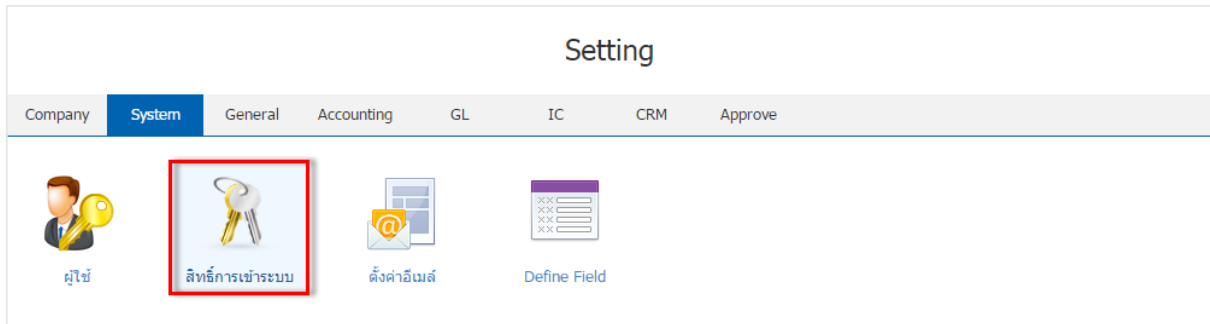 Setting
Company System General Accounting GL IC CRM Approve
ผู้ใช้ สิทธิ์การเข้าระบบ ตั้งค่าอีเมล์ Define Field